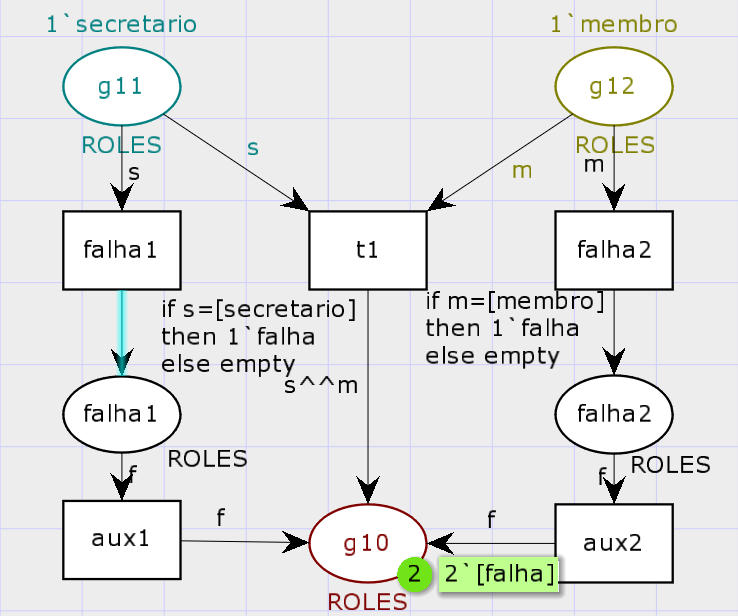 1`secretario
1`membro
g11
g12
ROLES
ROLES
s
s
m
m
falha1
t1
falha2
if s=[secretario]
then 1`falha
else empty
if m=[membro]
then 1`falha
else empty
s^^m
falha1
falha2
ROLES
ROLES
f
f
aux1
f
g10
f
aux2
2
2`[falha]
ROLES